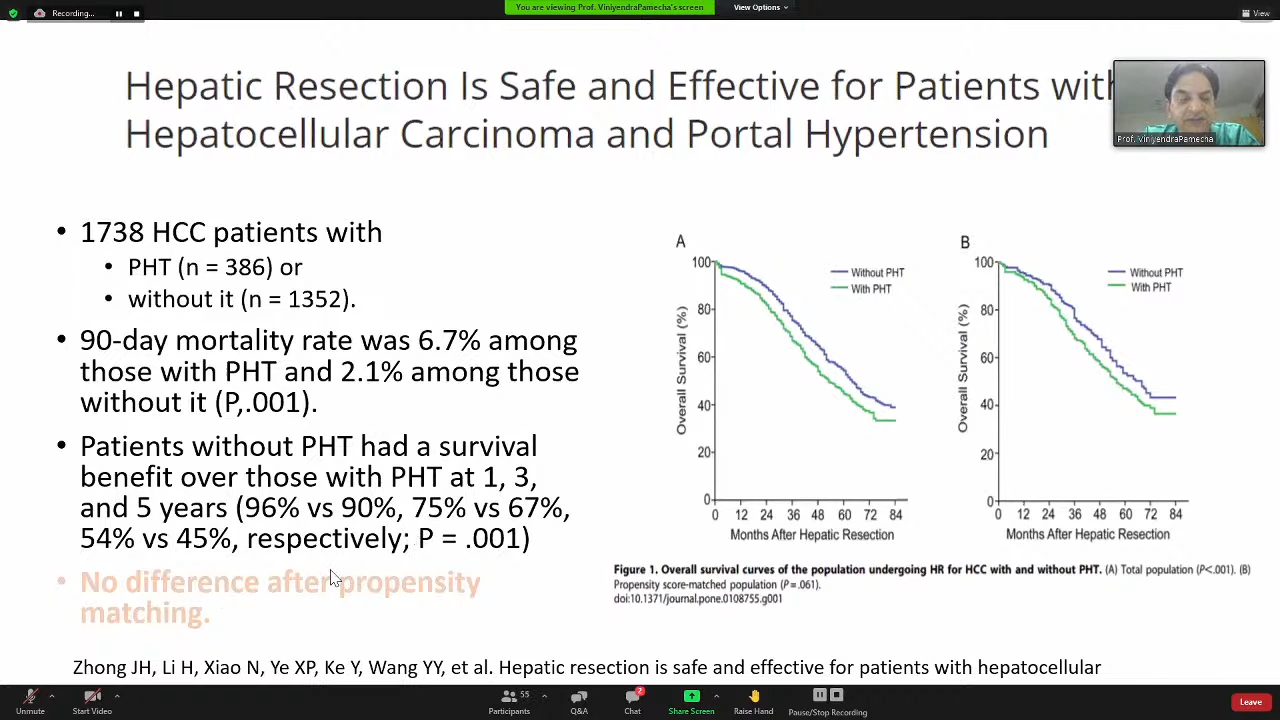 Recording...
You are viewing Prof. ViniyendraPamecha's screen
View Options
View
Hepatic Resection Is Safe and Effective for Patients with
Hepatocellular Carcinoma and Portal Hypertension
Prof. ViniyendraPamecha
• 1738 HCC patients with
• PHT (n = 386) or
• without it (n = 1352).
• 90-day mortality rate was 6.7% among
those with PHT and 2.1% among those
without it (P,.001).
• Patients without PHT had a survival
benefit over those with PHT at 1, 3,
and 5 years (96% vs 90%, 75% vs 67%,
54% vs 45%, respectively; P = .001)
• No difference after propensity
matching.
A
Overall Survival (%)
100
80
60
40
20
0
Without PHT
With PHT
0 12 24 36 48 60 72 84
Months After Hepatic Resection
B
Overall Survival (%)
100
80
60
40
20
0
Without PHT
With PHT
0 12 24 36 48 60 72 84
Months After Hepatic Resection
Figure 1. Overall survival curves of the population undergoing HR for HCC with and without PHT. (A) Total population (P<.001). (B)
Propensity score-matched population (P=.061).
doi:10.1371/journal.pone.0108755.g001
Zhong JH, Li H, Xiao N, Ye XP, Ke Y, Wang YY, et al. Hepatic resection is safe and effective for patients with hepatocellular
Unmute
Start Video
55
Participants
Q&A
2
Chat
Share Screen
Raise Hand
Pause/Stop Recording
Leave